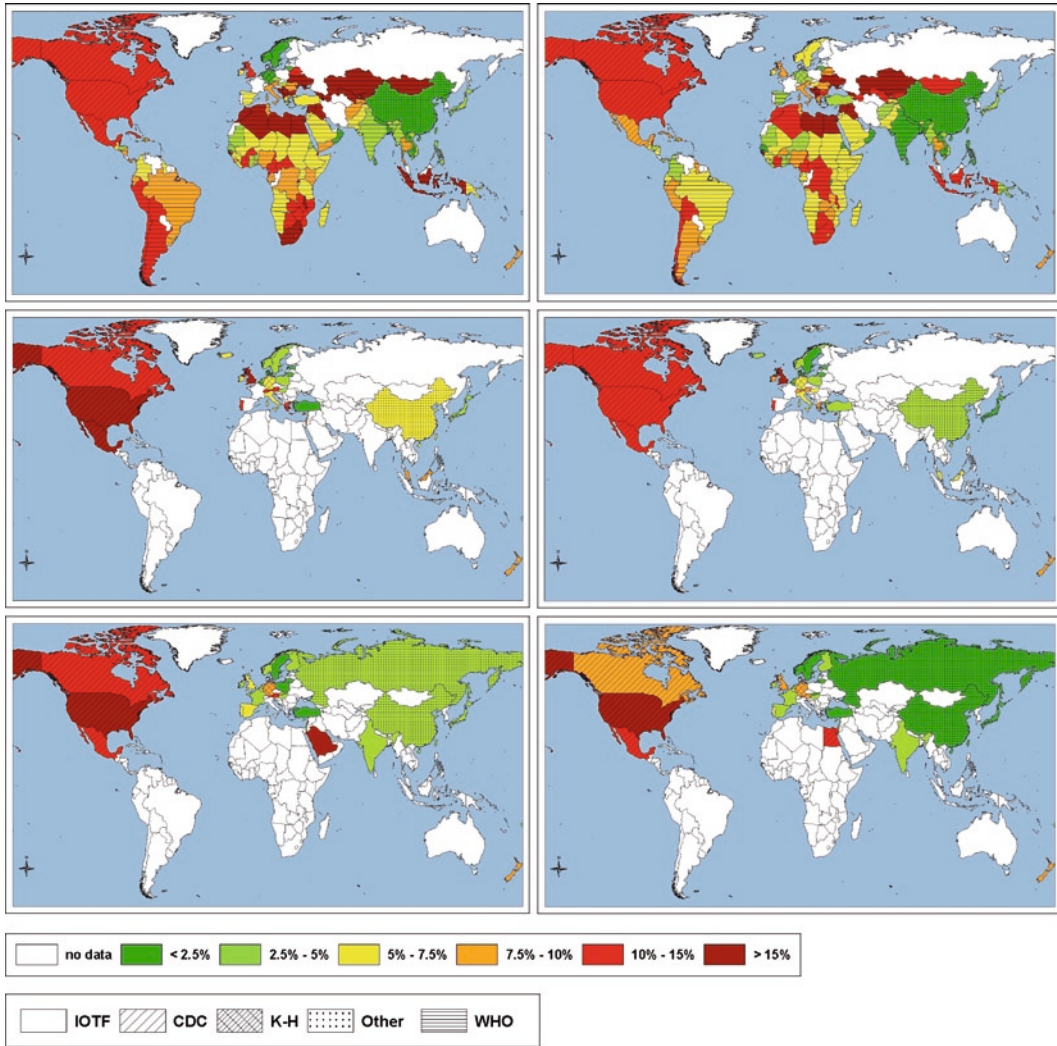 no data < 2.5% 2.5% - 5% 5% - 7.5% 7.5% - 10% 10% - 15% > 15%
IOTF CDC K-H Other WHO